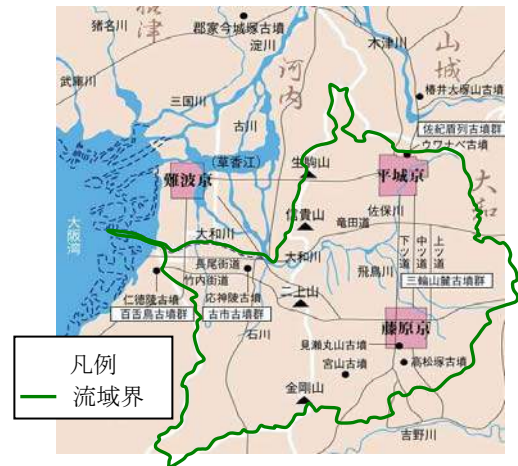 摂津
猪名川
郡家今城塚古墳
淀川
木津川
山城
河内
武庫川
椿井大塚山古墳
三国川
佐紀盾列古墳群
古川
ウワナベ古墳
(草香江)
生駒山
難波京
平城京
大和
佐保川
信貴山
大阪湾
大和川
竜田道
下ツ道
中ツ道
上ツ道
長尾街道
大和川
竹内街道
飛鳥川
仁徳陵古墳
応神陵古墳
二上山
三輪山麓古墳群
百舌鳥古墳群
古市古墳群
石川
藤原京
見瀬丸山古墳
宮山古墳
高松塚古墳
凡例
流域界
金剛山
吉野川